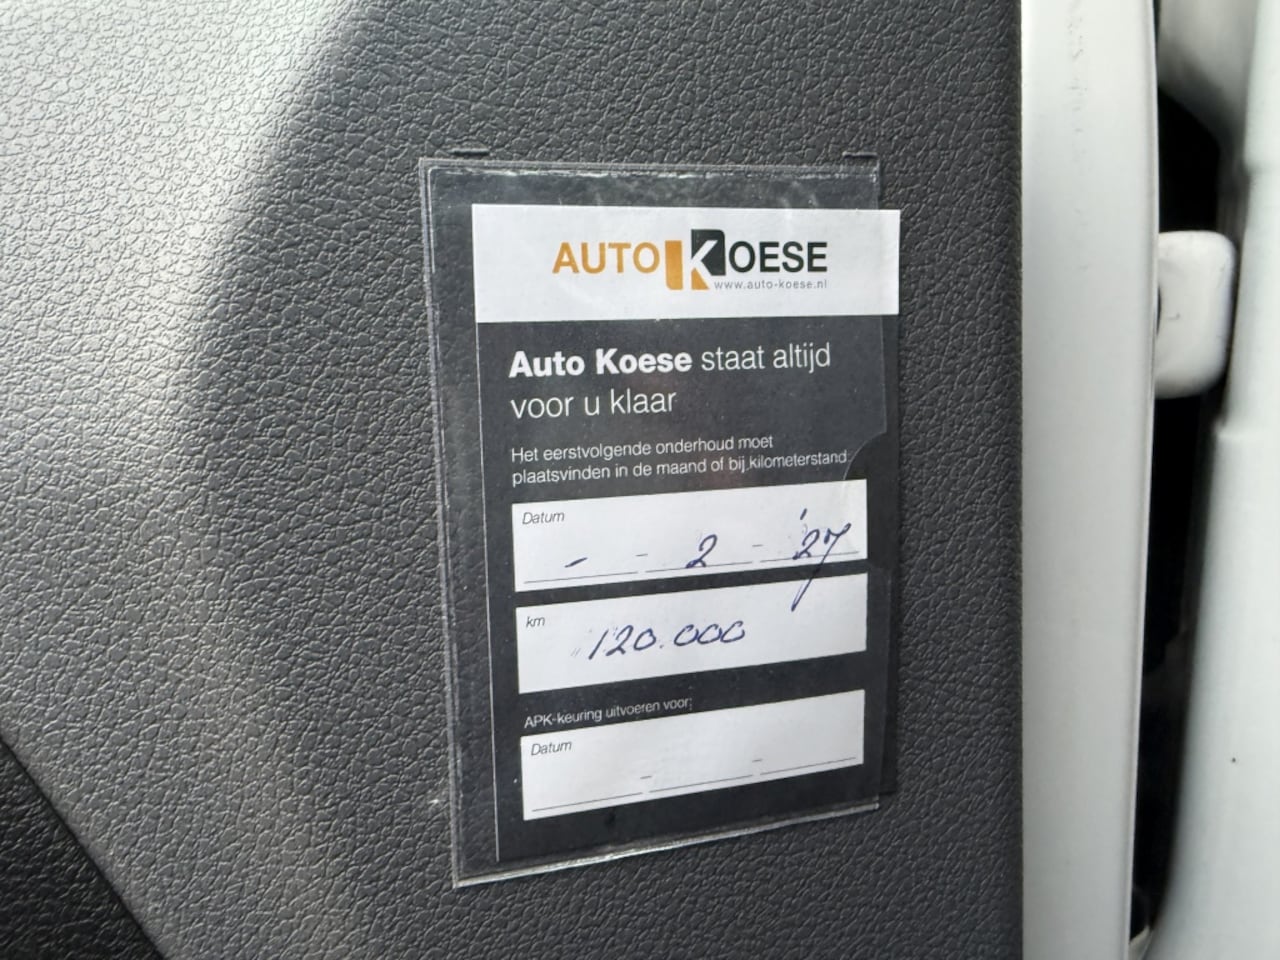 AUTO KOESE
www.auto-koese.nl
Auto Koese staat altijd
voor u klaar
Het eerstvolgende onderhoud moet
plaatsvinden in de maand of bij kilometerstand:
Datum
- - 2 - '27
km
120.000
APK-keuring uitvoeren voor:
Datum
- -